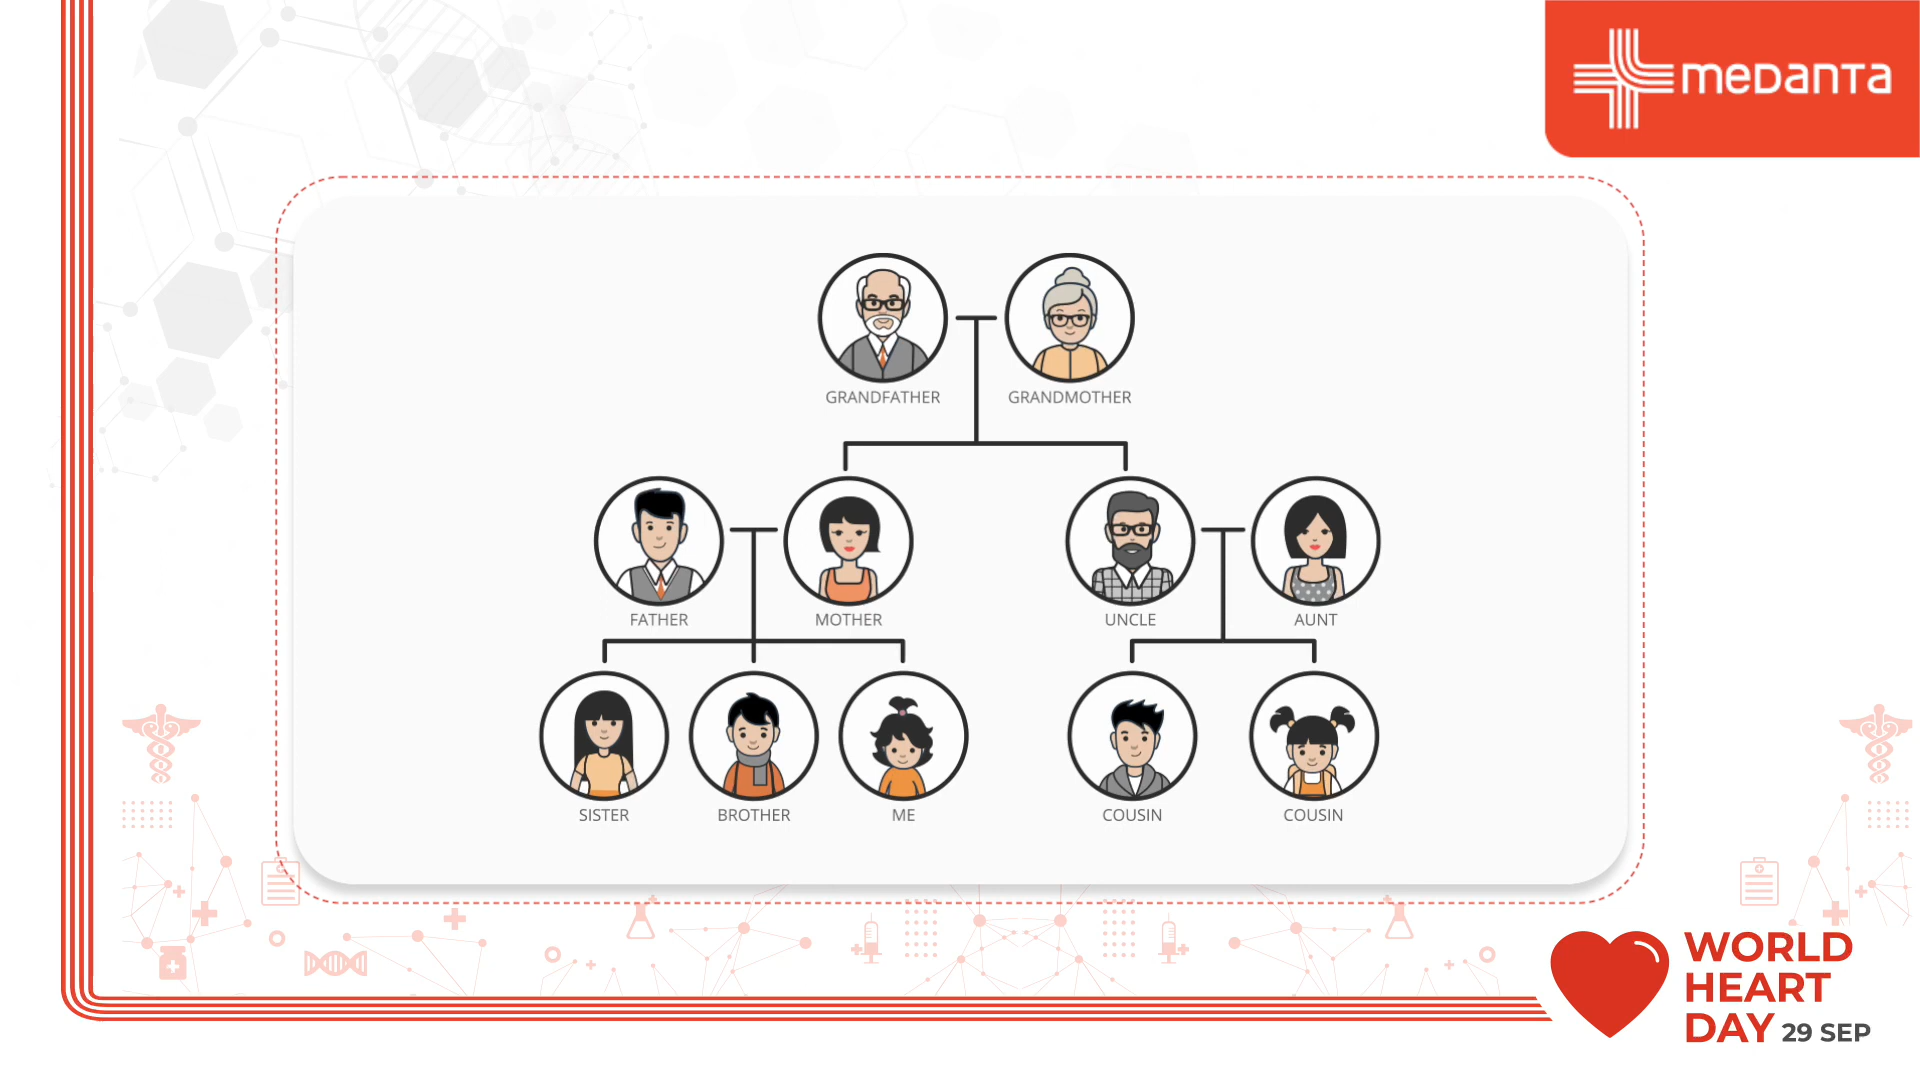 meDanTa
GRANDFATHER
GRANDMOTHER
FATHER
MOTHER
UNCLE
AUNT
SISTER
BROTHER
ME
COUSIN
COUSIN
WORLD
HEART
DAY 29 SEP